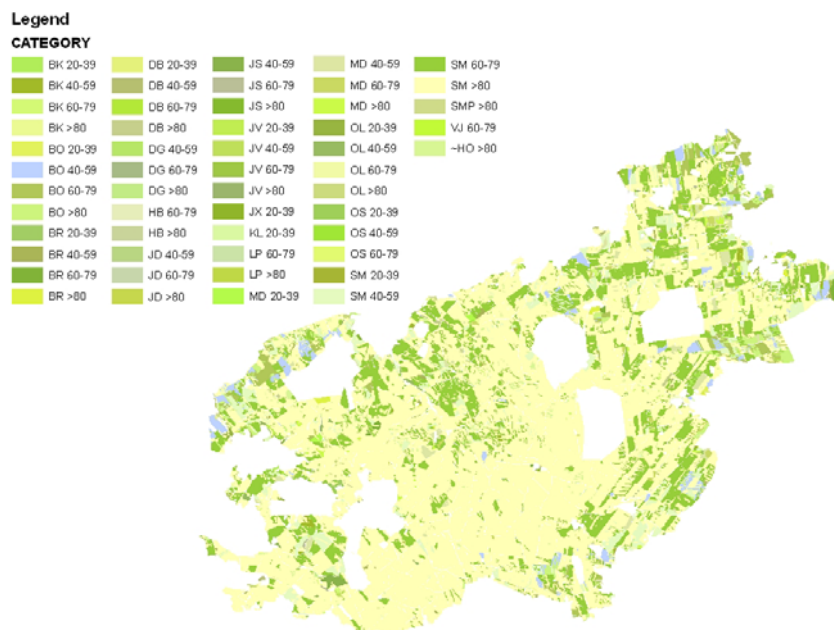 Legend
CATEGORY
BK 20-39
BK 40-59
BK 60-79
BK >80
BO 20-39
BO 40-59
BO 60-79
BO >80
BR 20-39
BR 40-59
BR 60-79
BR >80
DB 20-39
DB 40-59
DB 60-79
DB >80
DG 40-59
DG 60-79
DG >80
HB 60-79
HB >80
JD 40-59
JD 60-79
JD >80
JS 40-59
JS 60-79
JS >80
JV 20-39
JV 40-59
JV 60-79
JV >80
JX 20-39
KL 20-39
LP 60-79
LP >80
MD 20-39
MD 40-59
MD 60-79
MD >80
OL 20-39
OL 40-59
OL 60-79
OL >80
OS 20-39
OS 40-59
OS 60-79
SM 20-39
SM 40-59
SM 60-79
SM >80
SMP >80
VJ 60-79
~HO >80